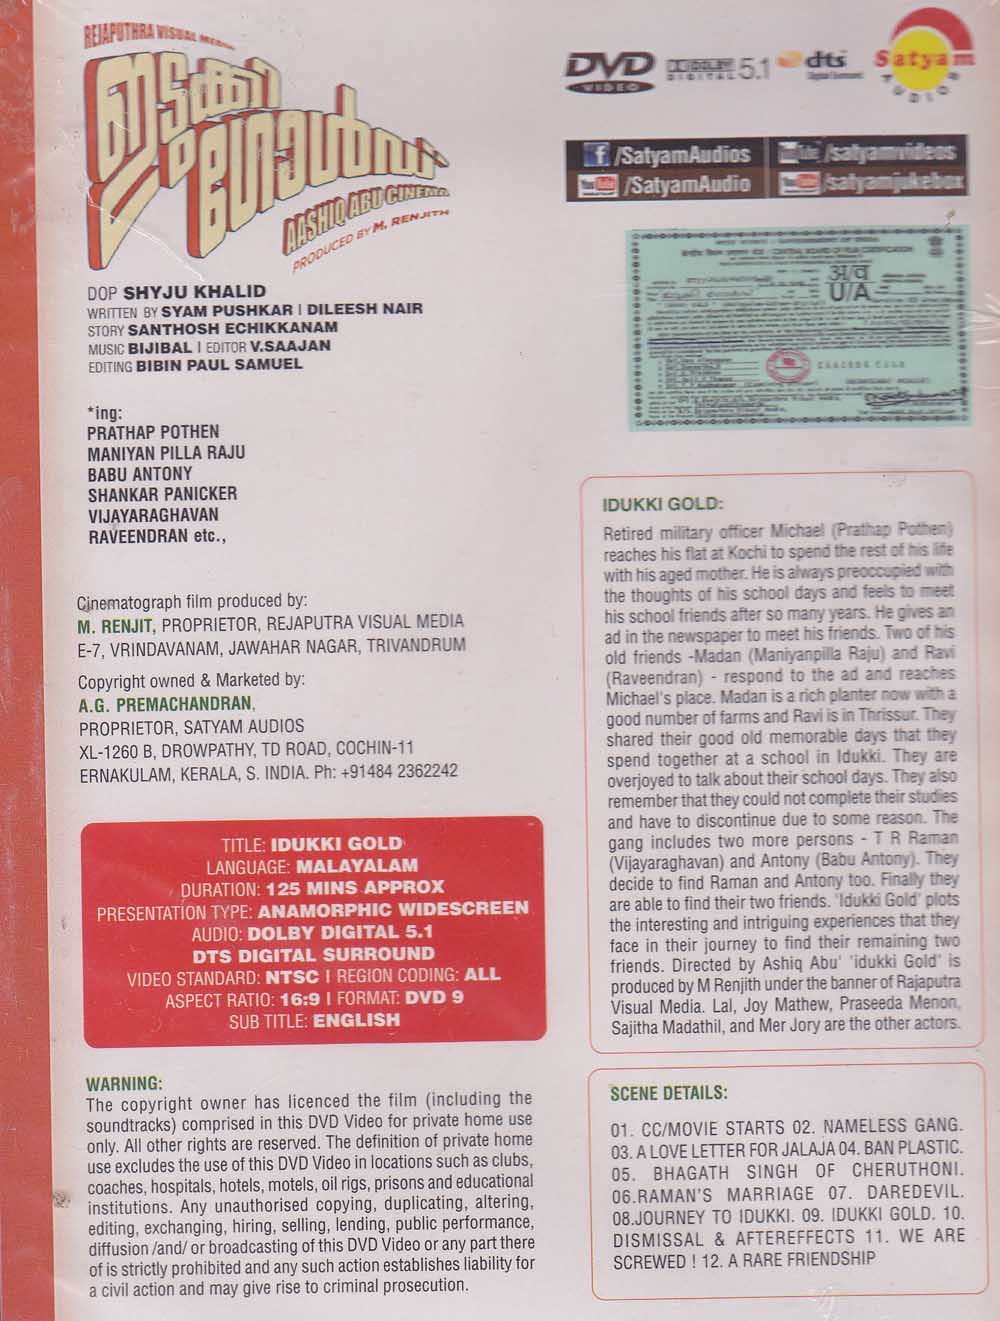 REJAPUTHRA VISUAL MEDIA
ഇടുക്കി
ഗോൾഡ്
AASHIQ ABU CINEMA
PRODUCED BY M. RENJITH
DOP SHYJU KHALID
WRITTEN BY SYAM PUSHKAR I DILEESH NAIR
STORY SANTHOSH ECHIKKANAM
MUSIC BIJIBAL I EDITOR V.SAAJAN
EDITING BIBIN PAUL SAMUEL
*ing:
PRATHAP POTHEN
MANIYAN PILLA RAJU
BABU ANTONY
SHANKAR PANICKER
VIJAYARAGHAVAN
RAVEENDRAN etc.,
Cinematograph film produced by:
M. RENJIT, PROPRIETOR, REJAPUTRA VISUAL MEDIA
E-7, VRINDAVANAM, JAWAHAR NAGAR, TRIVANDRUM
Copyright owned & Marketed by:
A.G. PREMACHANDRAN,
PROPRIETOR, SATYAM AUDIOS
XL-1260 B, DROWPATHY, TD ROAD, COCHIN-11
ERNAKULAM, KERALA, S. INDIA. Ph: +91484 2362242
TITLE: IDUKKI GOLD
LANGUAGE: MALAYALAM
DURATION: 125 MINS APPROX
PRESENTATION TYPE: ANAMORPHIC WIDESCREEN
AUDIO: DOLBY DIGITAL 5.1
DTS DIGITAL SURROUND
VIDEO STANDARD: NTSC I REGION CODING: ALL
ASPECT RATIO: 16:9 I FORMAT: DVD 9
SUB TITLE: ENGLISH
WARNING:
The copyright owner has licenced the film (including the
soundtracks) comprised in this DVD Video for private home use
only. All other rights are reserved. The definition of private home
use excludes the use of this DVD Video in locations such as clubs,
coaches, hospitals, hotels, motels, oil rigs, prisons and educational
institutions. Any unauthorised copying, duplicating, altering,
editing, exchanging, hiring, selling, lending, public performance,
diffusion /and/ or broadcasting of this DVD Video or any part there
of is strictly prohibited and any such action establishes liability for
a civil action and may give rise to criminal prosecution.
DVD VIDEO
DOLBY DIGITAL 5.1
dts Digital Surround
Satyam AUDIOS
f /SatyamAudios
YouTube /satyamvideos
YouTube /SatyamAudio
YouTube /satyamjukebox
CENTRAL BOARD OF FILM CERTIFICATION
अ/व
U/A
IDUKKI GOLD:
Retired military officer Michael (Prathap Pothen)
reaches his flat at Kochi to spend the rest of his life
with his aged mother. He is always preoccupied with
the thoughts of his school days and feels to meet
his school friends after so many years. He gives an
ad in the newspaper to meet his friends. Two of his
old friends -Madan (Maniyanpilla Raju) and Ravi
(Raveendran) - respond to the ad and reaches
Michael's place. Madan is a rich planter now with a
good number of farms and Ravi is in Thrissur. They
shared their good old memorable days that they
spend together at a school in Idukki. They are
overjoyed to talk about their school days. They also
remember that they could not complete their studies
and have to discontinue due to some reason. The
gang includes two more persons - T R Raman
(Vijayaraghavan) and Antony (Babu Antony). They
decide to find Raman and Antony too. Finally they
are able to find their two friends. 'Idukki Gold' plots
the interesting and intriguing experiences that they
face in their journey to find their remaining two
friends. Directed by Ashiq Abu' 'idukki Gold' is
produced by M Renjith under the banner of Rajaputra
Visual Media. Lal, Joy Mathew, Praseeda Menon,
Sajitha Madathil, and Mer Jory are the other actors.
SCENE DETAILS:
01. CC/MOVIE STARTS 02. NAMELESS GANG.
03. A LOVE LETTER FOR JALAJA 04. BAN PLASTIC.
05. BHAGATH SINGH OF CHERUTHONI.
06.RAMAN'S MARRIAGE 07. DAREDEVIL.
08.JOURNEY TO IDUKKI. 09. IDUKKI GOLD. 10.
DISMISSAL & AFTEREFFECTS 11. WE ARE
SCREWED ! 12. A RARE FRIENDSHIP